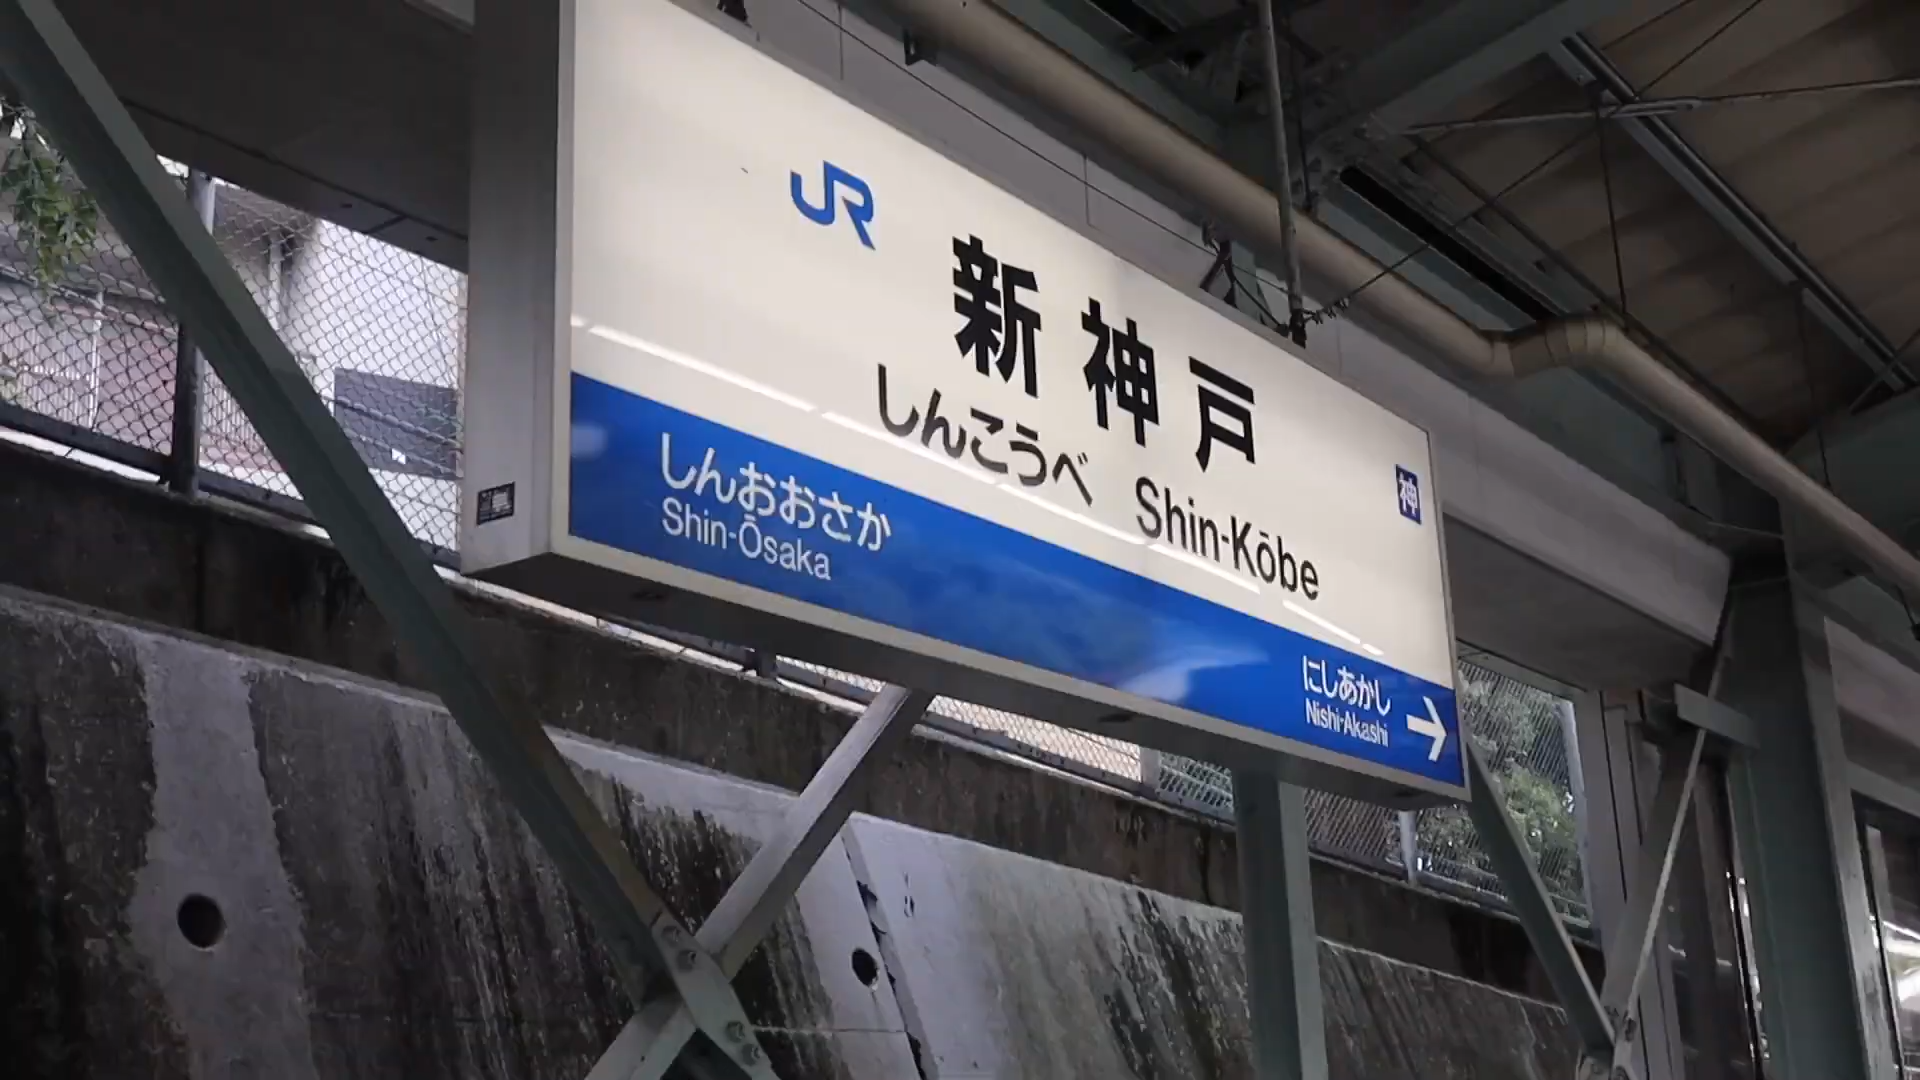 JR
新神戸
しんこうべ Shin-Kōbe
神
しんおおさか
Shin-Ōsaka
にしあかし
Nishi-Akashi
→